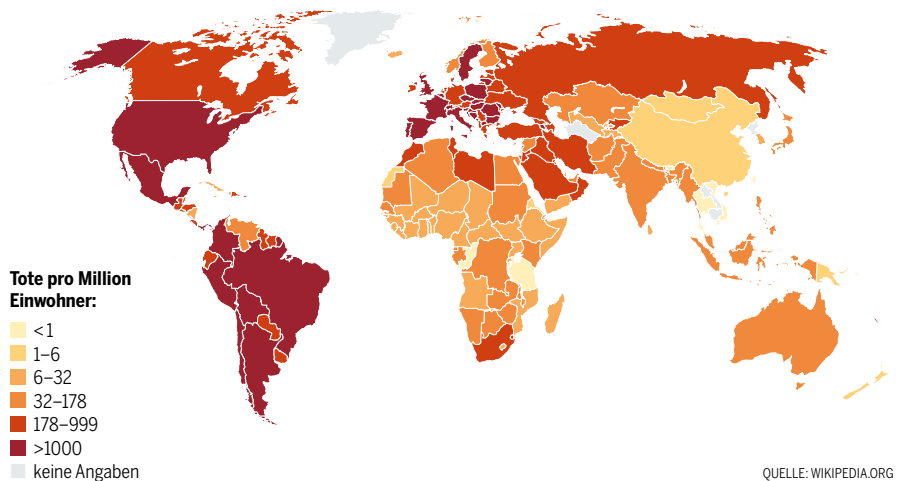 Tote pro Million
Einwohner:
<1
1–6
6–32
32–178
178–999
>1000
keine Angaben
QUELLE: WIKIPEDIA.ORG